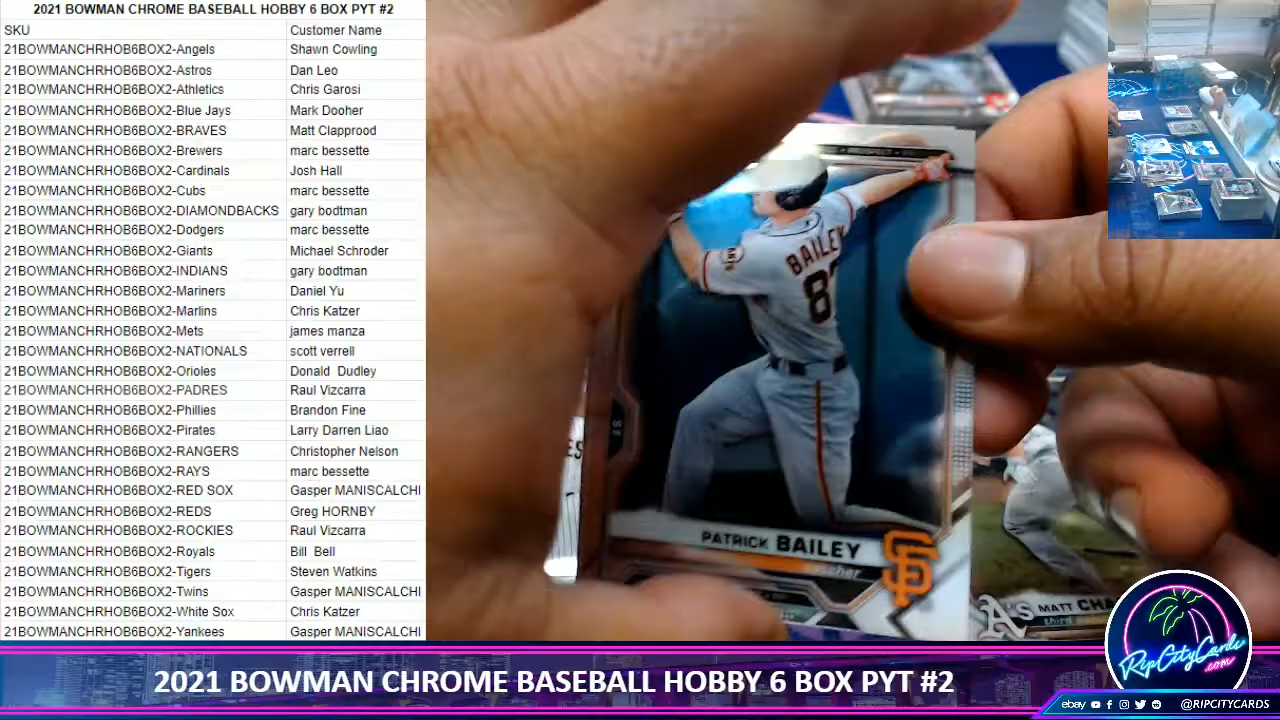 2021 BOWMAN CHROME BASEBALL HOBBY 6 BOX PYT #2
SKU Customer Name
21BOWMANCHRHOB6BOX2-Angels Shawn Cowling
21BOWMANCHRHOB6BOX2-Astros Dan Leo
21BOWMANCHRHOB6BOX2-Athletics Chris Garosi
21BOWMANCHRHOB6BOX2-Blue Jays Mark Dooher
21BOWMANCHRHOB6BOX2-BRAVES Matt Clapprood
21BOWMANCHRHOB6BOX2-Brewers marc bessette
21BOWMANCHRHOB6BOX2-Cardinals Josh Hall
21BOWMANCHRHOB6BOX2-Cubs marc bessette
21BOWMANCHRHOB6BOX2-DIAMONDBACKS gary bodtman
21BOWMANCHRHOB6BOX2-Dodgers marc bessette
21BOWMANCHRHOB6BOX2-Giants Michael Schroder
21BOWMANCHRHOB6BOX2-INDIANS gary bodtman
21BOWMANCHRHOB6BOX2-Mariners Daniel Yu
21BOWMANCHRHOB6BOX2-Marlins Chris Katzer
21BOWMANCHRHOB6BOX2-Mets james manza
21BOWMANCHRHOB6BOX2-NATIONALS scott verrell
21BOWMANCHRHOB6BOX2-Orioles Donald Dudley
21BOWMANCHRHOB6BOX2-PADRES Raul Vizcarra
21BOWMANCHRHOB6BOX2-Phillies Brandon Fine
21BOWMANCHRHOB6BOX2-Pirates Larry Darren Liao
21BOWMANCHRHOB6BOX2-RANGERS Christopher Nelson
21BOWMANCHRHOB6BOX2-RAYS marc bessette
21BOWMANCHRHOB6BOX2-RED SOX Gasper MANISCALCHI
21BOWMANCHRHOB6BOX2-REDS Greg HORNBY
21BOWMANCHRHOB6BOX2-ROCKIES Raul Vizcarra
21BOWMANCHRHOB6BOX2-Royals Bill Bell
21BOWMANCHRHOB6BOX2-Tigers Steven Watkins
21BOWMANCHRHOB6BOX2-Twins Gasper MANISCALCHI
21BOWMANCHRHOB6BOX2-White Sox Chris Katzer
21BOWMANCHRHOB6BOX2-Yankees Gasper MANISCALCHI
BAILEY
PATRICK BAILEY
SF
A's MATT
third
RipCityCards
.com
2021 BOWMAN CHROME BASEBALL HOBBY 6 BOX PYT #2
ebay @RIPCITYCARDS